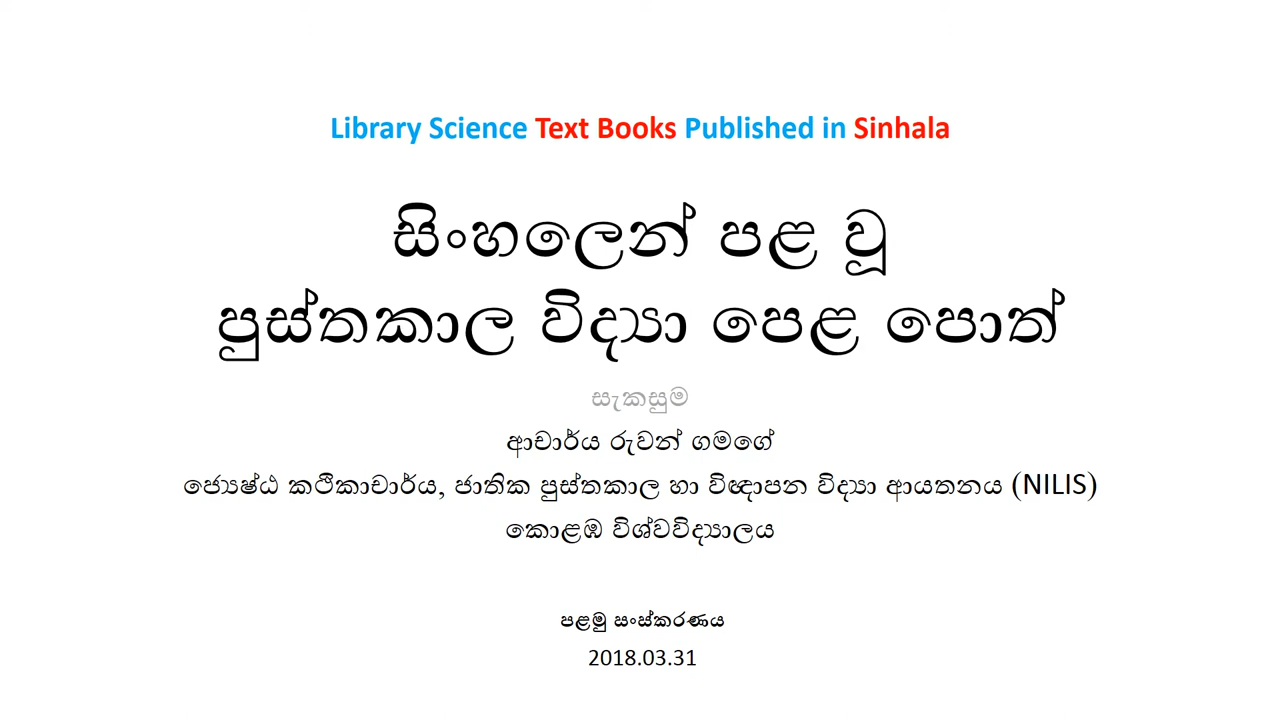 Library Science Text Books Published in Sinhala
සිංහලෙන් පළ වූ
පුස්තකාල විද්‍යා පෙළ පොත්
සැකසුම
ආචාර්ය රුවන් ගමගේ
ජ්‍යෙෂ්ඨ කථිකාචාර්ය, ජාතික පුස්තකාල හා විඥාපන විද්‍යා ආයතනය (NILIS)
කොළඹ විශ්වවිද්‍යාලය
පළමු සංස්කරණය
2018.03.31